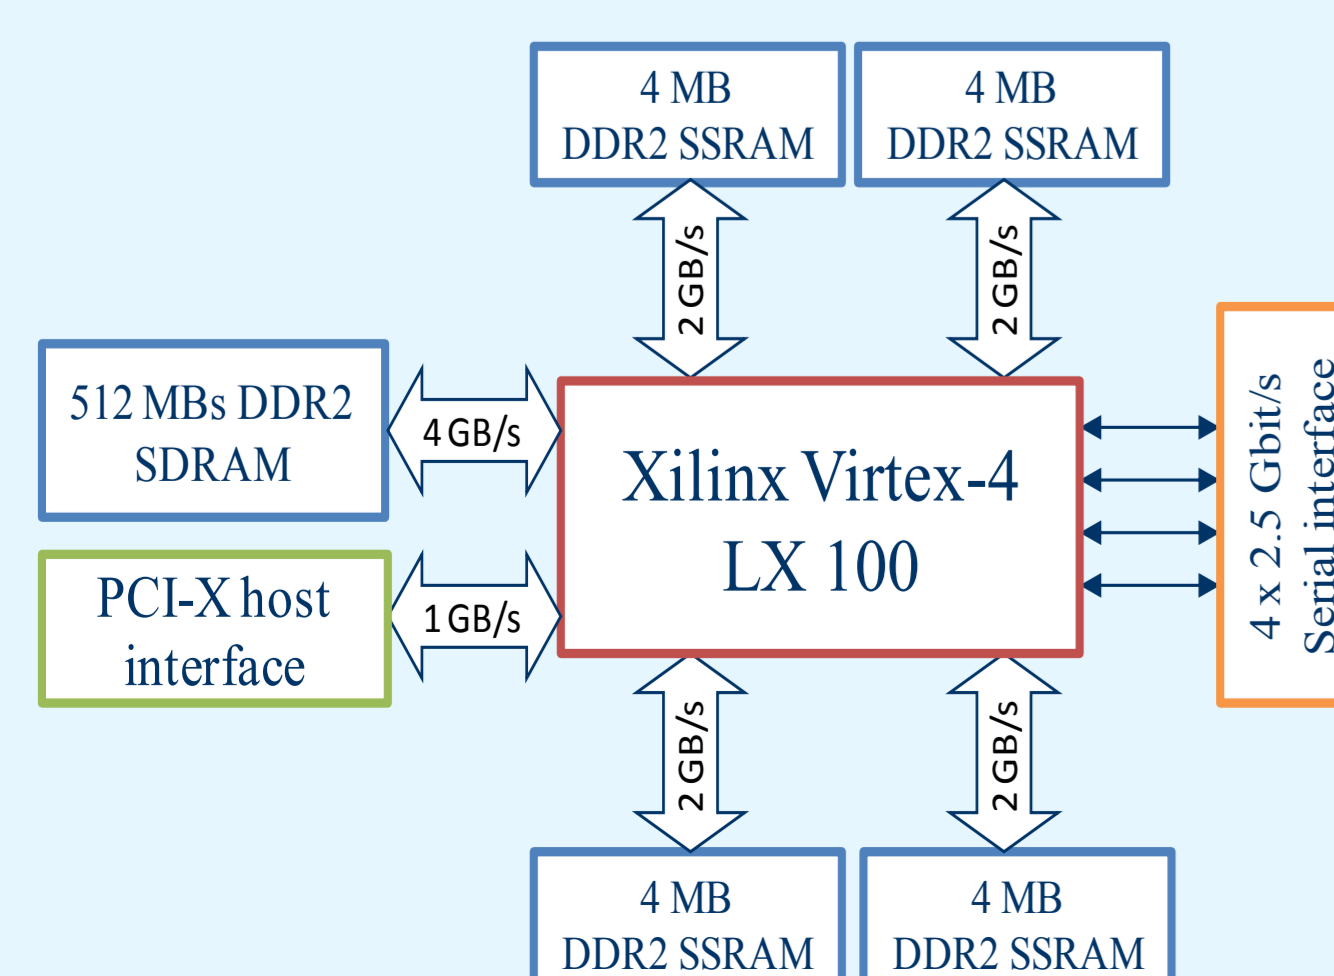 4 MB
DDR2 SSRAM
4 MB
DDR2 SSRAM
2 GB/s
2 GB/s
512 MBs DDR2
SDRAM
4 GB/s
Xilinx Virtex-4
LX 100
4 x 2.5 Gbit/s
Serial interface
PCI-X host
interface
1 GB/s
2 GB/s
2 GB/s
4 MB
DDR2 SSRAM
4 MB
DDR2 SSRAM